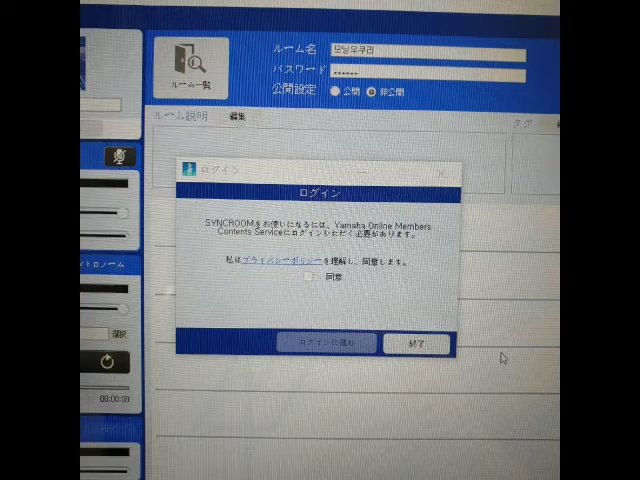 ルーム名 모닝우쿠리
パスワード ******
公開設定 公開 非公開
ルーム一覧
ルーム説明 編集
タグ
ログイン
ログイン
SYNCROOMをお使いになるには、Yamaha Online Members
Contents Serviceにログインいただく必要があります。
私はプライバシーポリシーを理解し、同意します。
同意
ログインに進む 終了
トロノーム
選択
00:00:00